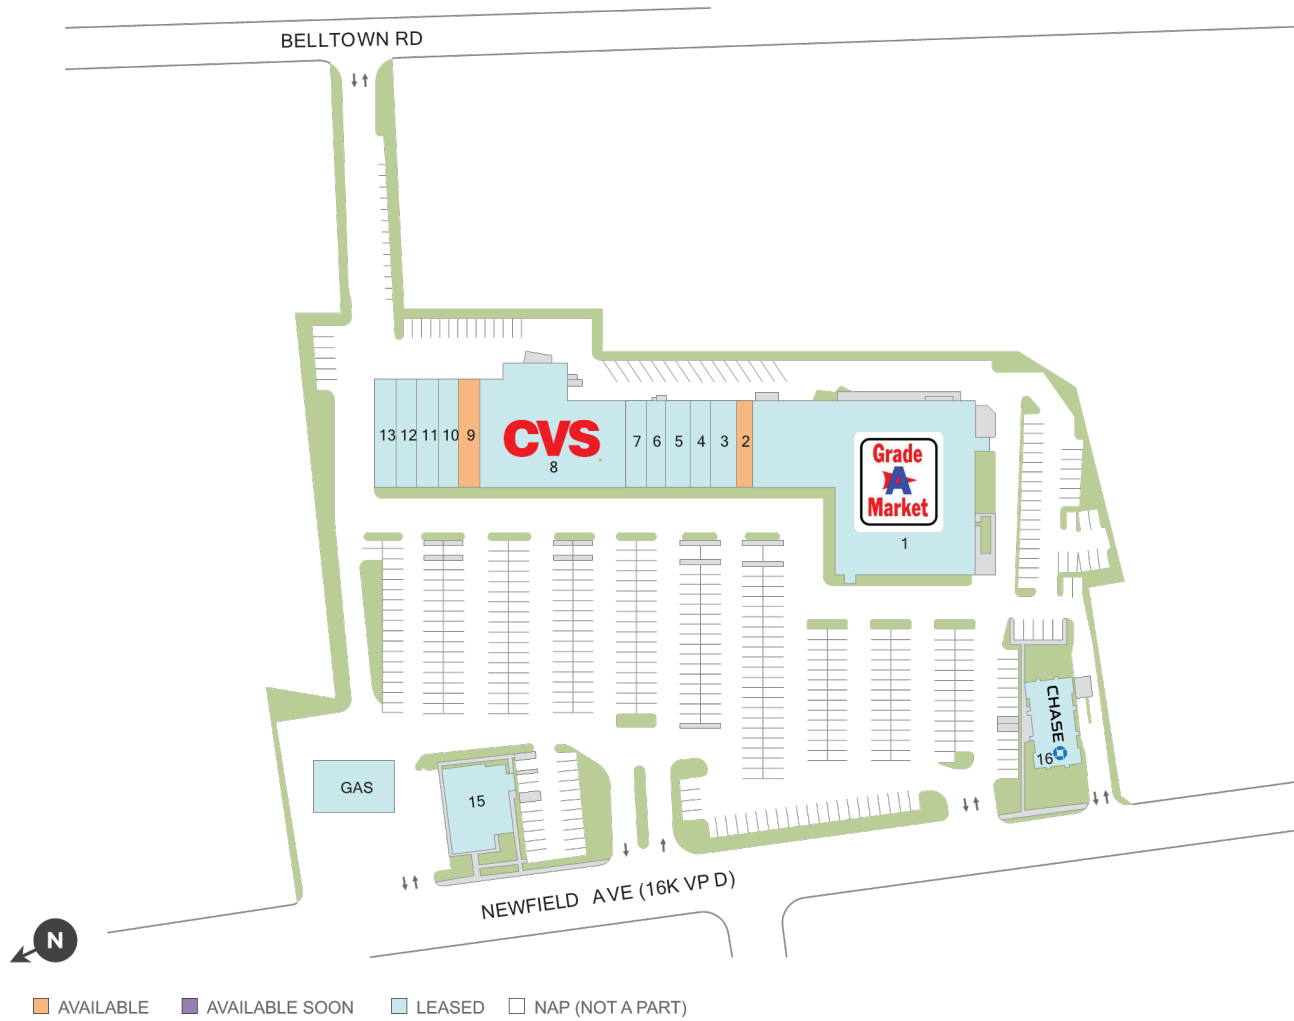 BELLTOWN RD
13 12 11 10 9
CVS
8
7 6 5 4 3 2
Grade
A
Market
1
CHASE
16
GAS
15
NEWFIELD AVE (16K VPD)
N
AVAILABLE
AVAILABLE SOON
LEASED
NAP (NOT A PART)